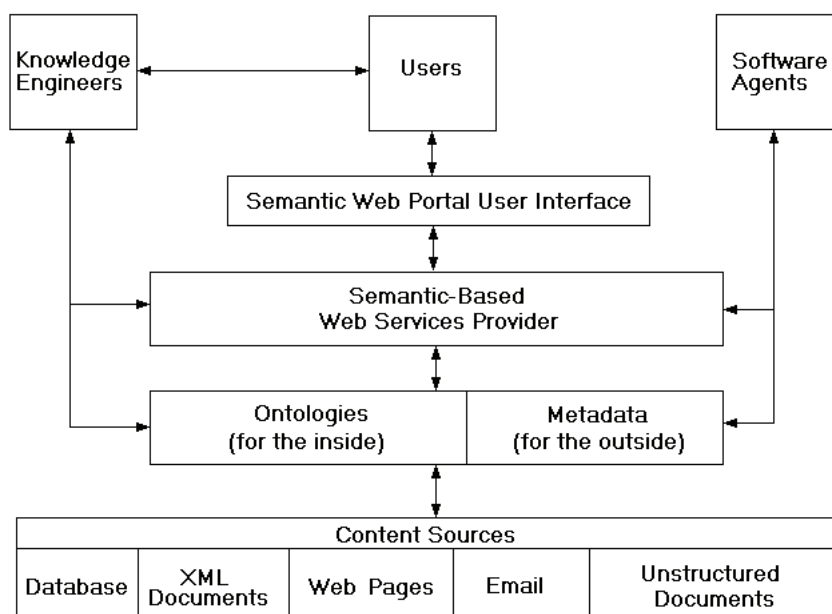 Knowledge
Engineers
Users
Software
Agents
Semantic Web Portal User Interface
Semantic-Based
Web Services Provider
Ontologies
(for the inside)
Metadata
(for the outside)
Content Sources
Database
XML
Documents
Web Pages
Email
Unstructured
Documents